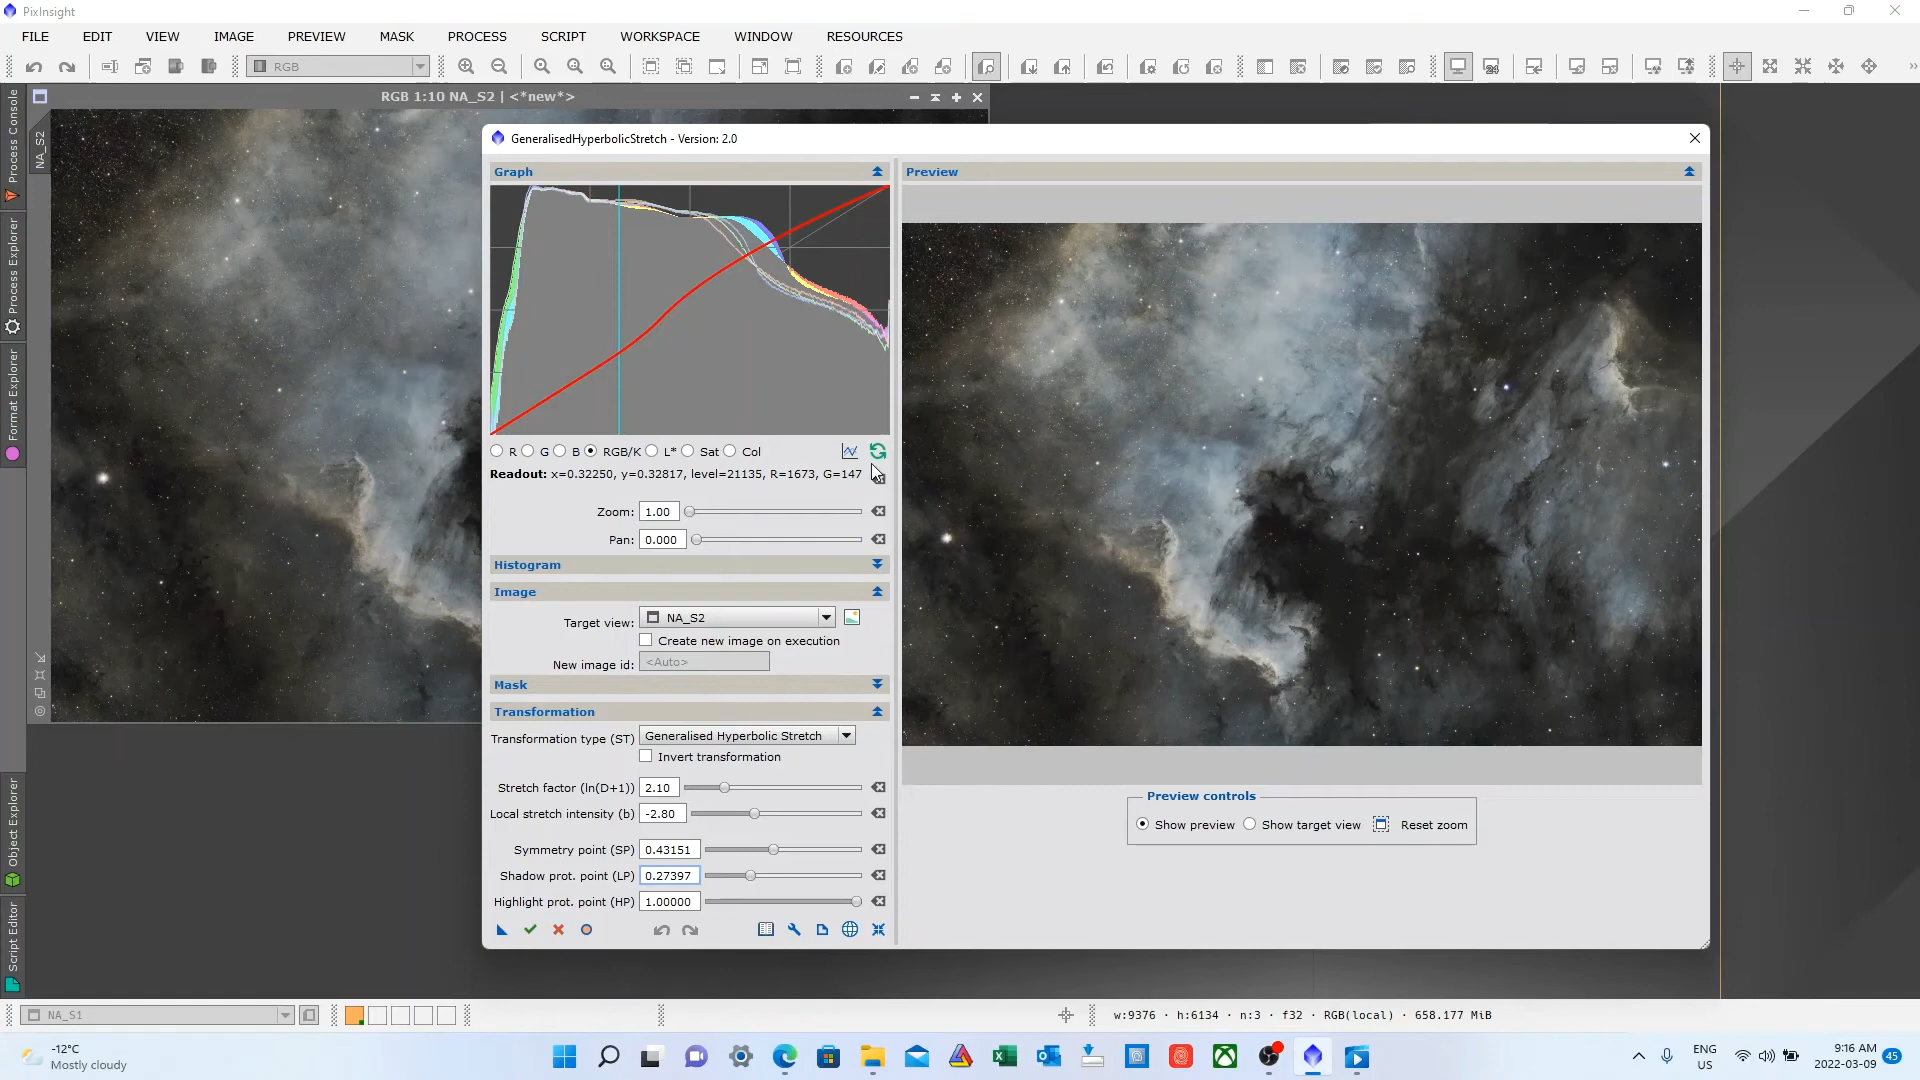 PixInsight
FILE EDIT VIEW IMAGE PREVIEW MASK PROCESS SCRIPT WORKSPACE WINDOW RESOURCES
RGB
RGB 1:10 NA_S2 | <*new*>
NA_S2
Process Console
Process Explorer
Format Explorer
Object Explorer
Script Editor
GeneralisedHyperbolicStretch - Version: 2.0
Graph
R G B RGB/K L* Sat Col
Readout: x=0.32250, y=0.32817, level=21135, R=1673, G=147
Zoom: 1.00
Pan: 0.000
Histogram
Image
Target view: NA_S2
Create new image on execution
New image id: <Auto>
Mask
Transformation
Transformation type (ST) Generalised Hyperbolic Stretch
Invert transformation
Stretch factor (ln(D+1)) 2.10
Local stretch intensity (b) -2.80
Symmetry point (SP) 0.43151
Shadow prot. point (LP) 0.27397
Highlight prot. point (HP) 1.00000
Preview
Preview controls
Show preview Show target view Reset zoom
NA_S1
w:9376 · h:6134 · n:3 · f32 · RGB(local) · 658.177 MiB
-12°C
Mostly cloudy
ENG
US
9:16 AM
2022-03-09
45
24